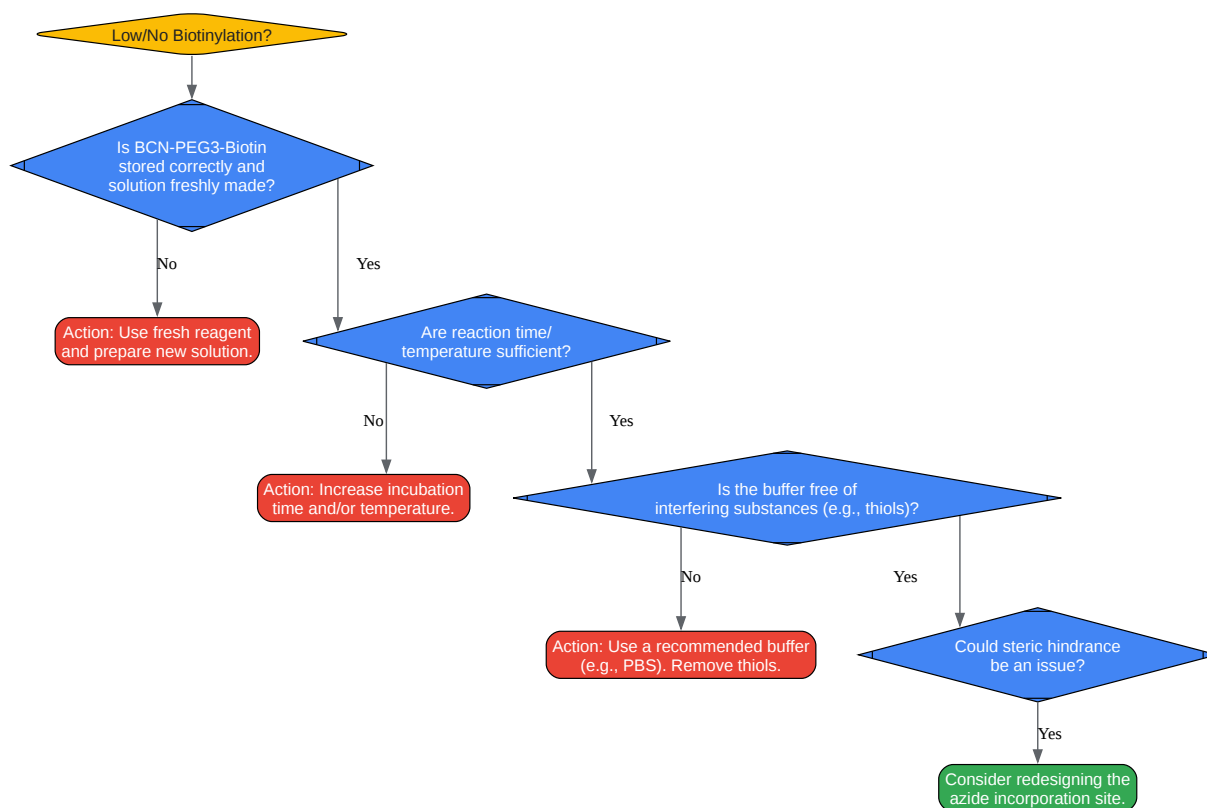 Low/No Biotinylation?
Is BCN-PEG3-Biotin
stored correctly and
solution freshly made?
No
Yes
Action: Use fresh reagent
and prepare new solution.
Are reaction time/
temperature sufficient?
No
Yes
Action: Increase incubation
time and/or temperature.
Is the buffer free of
interfering substances (e.g., thiols)?
No
Yes
Action: Use a recommended buffer
(e.g., PBS). Remove thiols.
Could steric hindrance
be an issue?
Yes
Consider redesigning the
azide incorporation site.